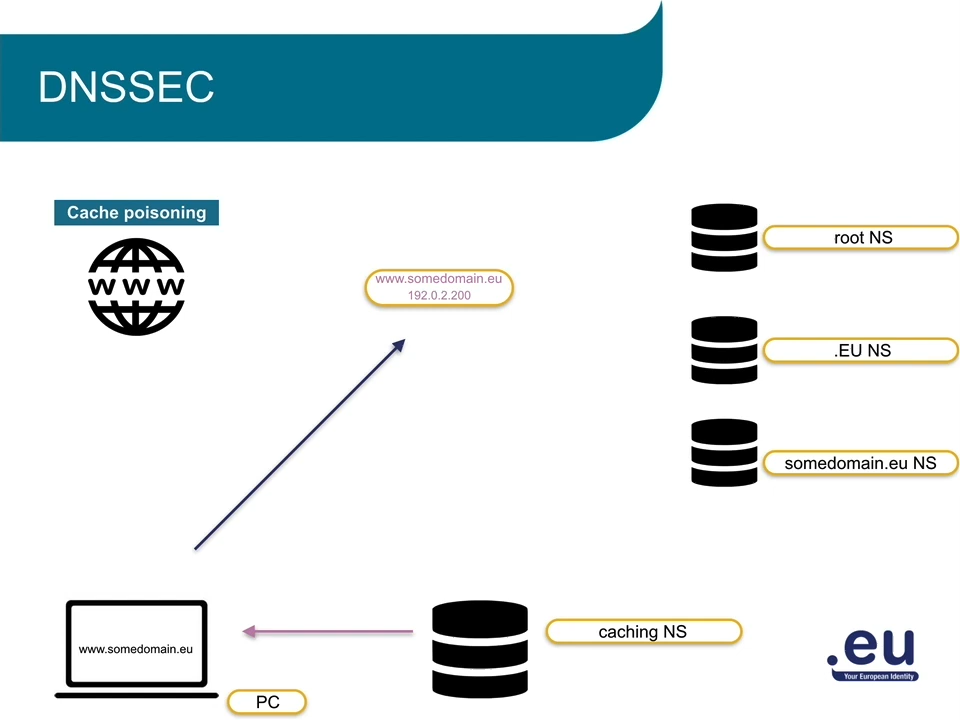 DNSSEC
Cache poisoning
WWW
www.somedomain.eu
192.0.2.200
root NS
.EU NS
somedomain.eu NS
www.somedomain.eu
PC
caching NS
.eu
Your European Identity